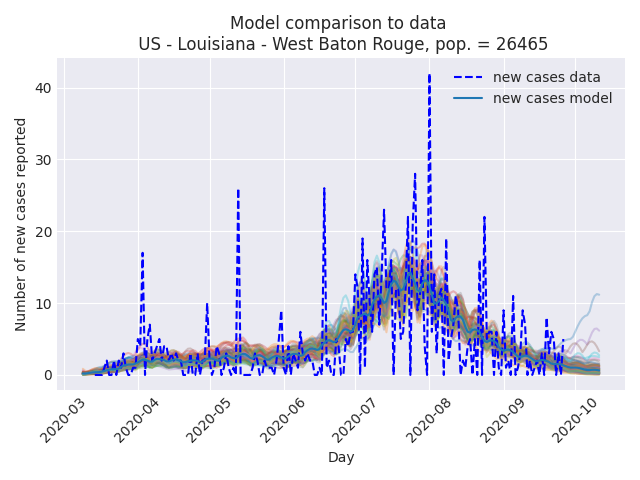 Model comparison to data
US - Louisiana - West Baton Rouge, pop. = 26465
new cases data
new cases model
Number of new cases reported
40
30
20
10
0
2020-03
2020-04
2020-05
2020-06
2020-07
2020-08
2020-09
2020-10
Day